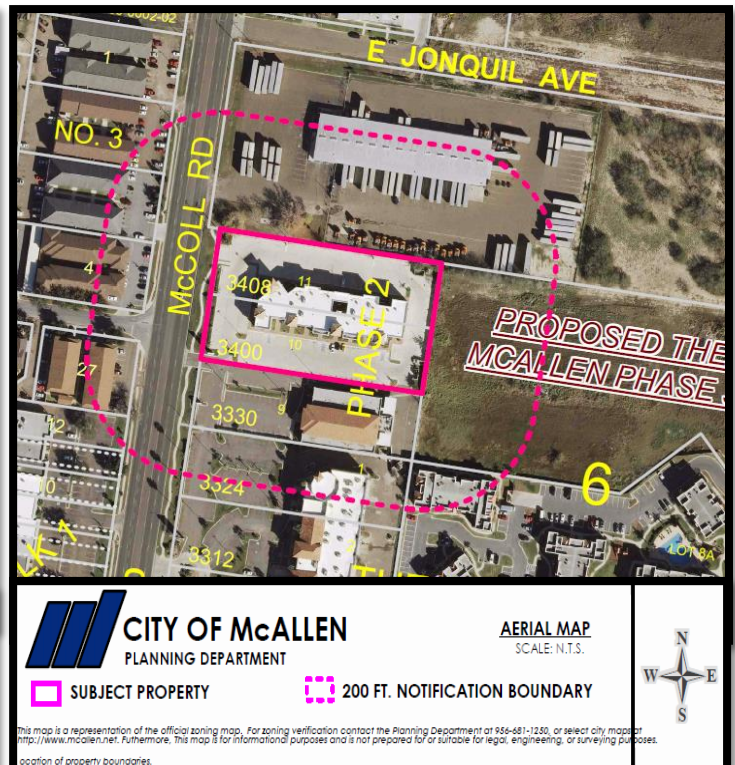 E JONQUIL AVE
1
NO. 3
McCOLL RD
4
3408
11
PHASE 2
3400
10
PROPOSED THE
MCALLEN PHASE
27
3330
9
12
3324
1
6
10
3312
LOT 8A
CITY OF McALLEN
PLANNING DEPARTMENT
AERIAL MAP
SCALE: N.T.S.
SUBJECT PROPERTY
200 FT. NOTIFICATION BOUNDARY
N
W
E
S
This map is a representation of the official zoning map. For zoning verification contact the Planning Department at 956-681-1250, or select city maps at
http://www.mcallen.net. Futhermore, This map is for informational purposes and is not prepared for or suitable for legal, engineering, or surveying purposes.
ocation of property boundaries.